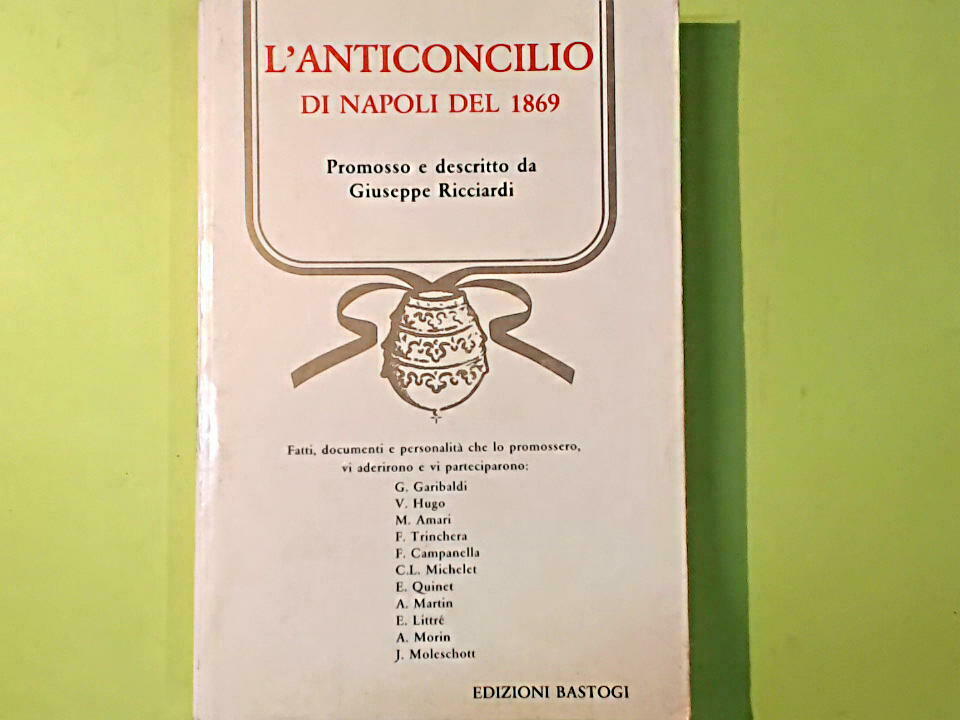 L'ANTICONCILIO
DI NAPOLI DEL 1869
Promosso e descritto da
Giuseppe Ricciardi
Fatti, documenti e personalità che lo promossero,
vi aderirono e vi parteciparono:
G. Garibaldi
V. Hugo
M. Amari
F. Trinchera
F. Campanella
C.L. Michelet
E. Quinet
A. Martin
E. Littré
A. Morin
J. Moleschott
EDIZIONI BASTOGI